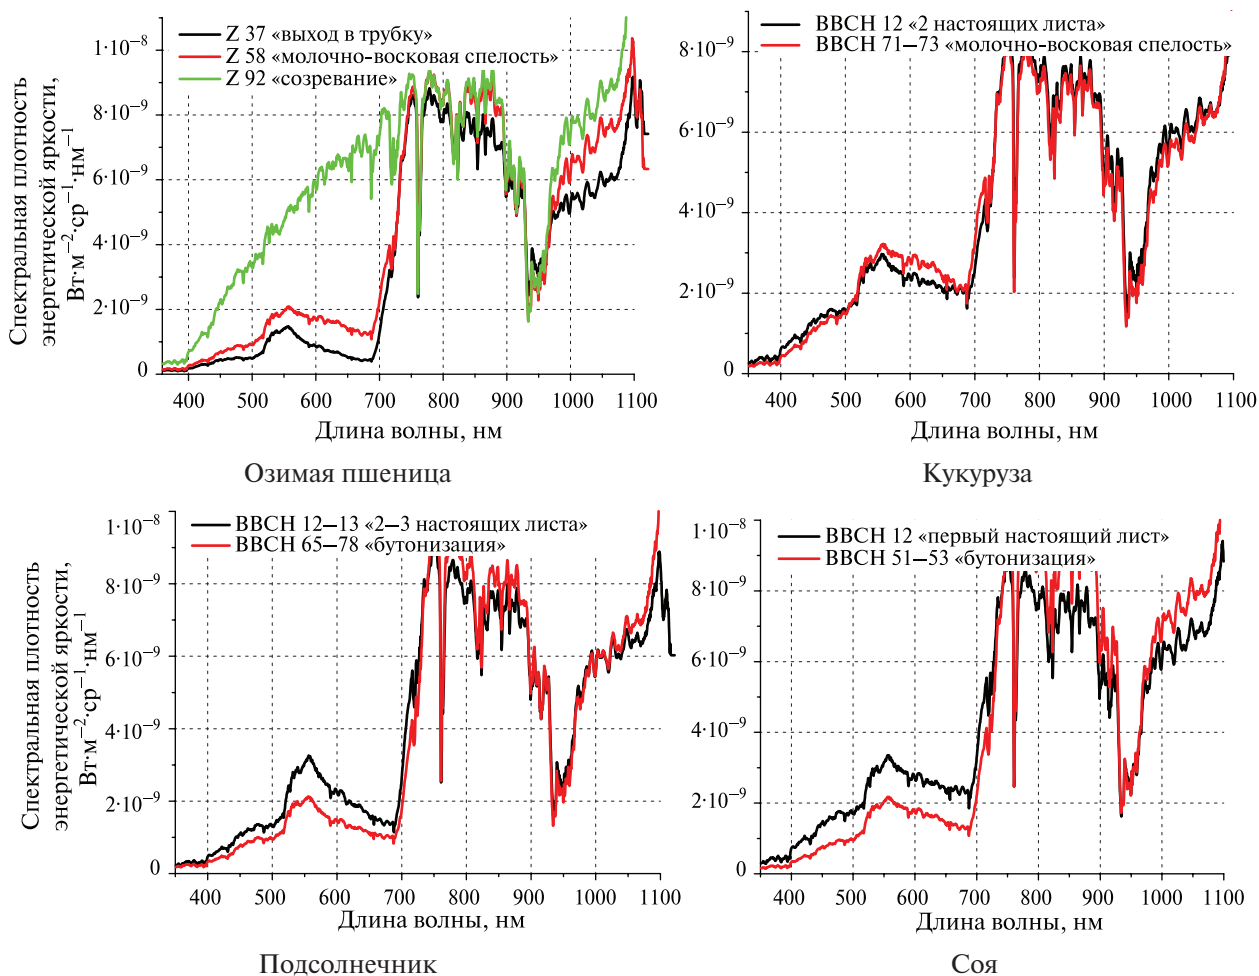 Z 37 «выход в трубку»
Z 58 «молочно-восковая спелость»
Z 92 «созревание»
Спектральная плотность
энергетической яркости,
Вт·м⁻²·ср⁻¹·нм⁻¹
1·10⁻⁸
8·10⁻⁹
6·10⁻⁹
4·10⁻⁹
2·10⁻⁹
0
400 500 600 700 800 900 1000 1100
Длина волны, нм
Озимая пшеница
ВВСН 12 «2 настоящих листа»
ВВСН 71–73 «молочно-восковая спелость»
8·10⁻⁹
6·10⁻⁹
4·10⁻⁹
2·10⁻⁹
0
400 500 600 700 800 900 1000 1100
Длина волны, нм
Кукуруза
ВВСН 12–13 «2–3 настоящих листа»
ВВСН 65–78 «бутонизация»
Спектральная плотность
энергетической яркости,
Вт·м⁻²·ср⁻¹·нм⁻¹
1·10⁻⁸
8·10⁻⁹
6·10⁻⁹
4·10⁻⁹
2·10⁻⁹
0
400 500 600 700 800 900 1000 1100
Длина волны, нм
Подсолнечник
ВВСН 12 «первый настоящий лист»
ВВСН 51–53 «бутонизация»
1·10⁻⁸
8·10⁻⁹
6·10⁻⁹
4·10⁻⁹
2·10⁻⁹
0
400 500 600 700 800 900 1000 1100
Длина волны, нм
Соя